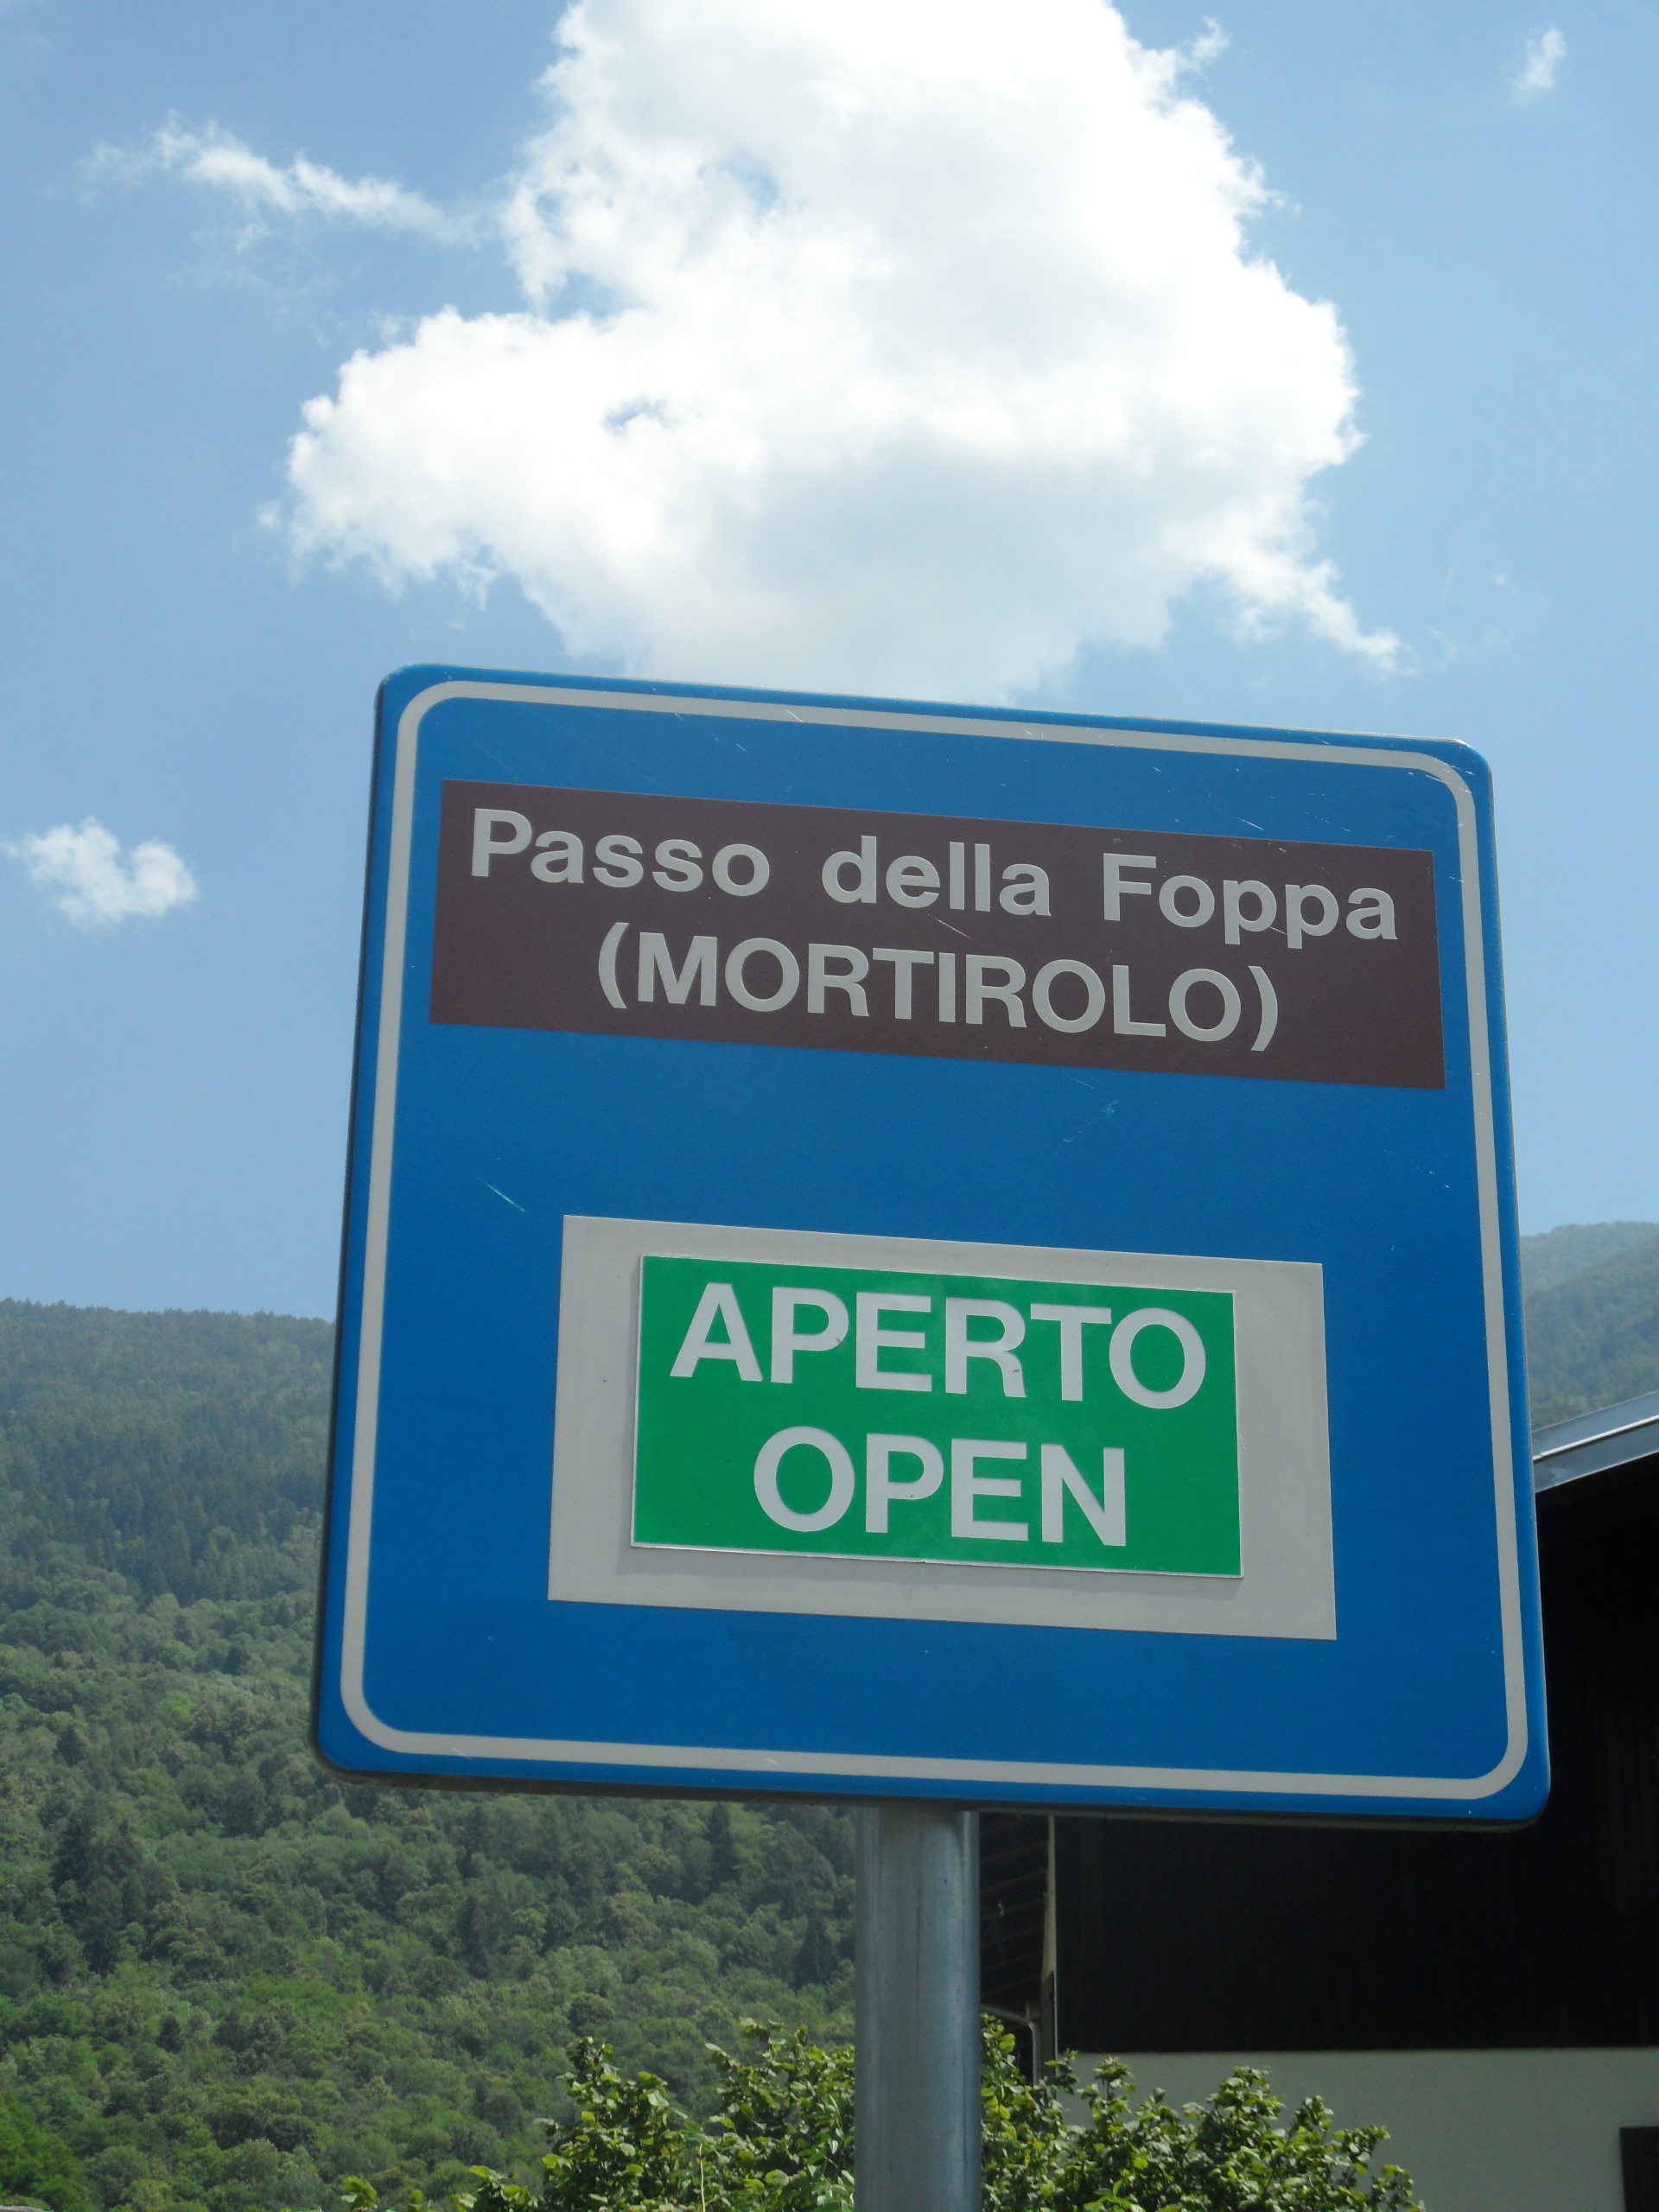 Passo della Foppa
(MORTIROLO)
APERTO
OPEN